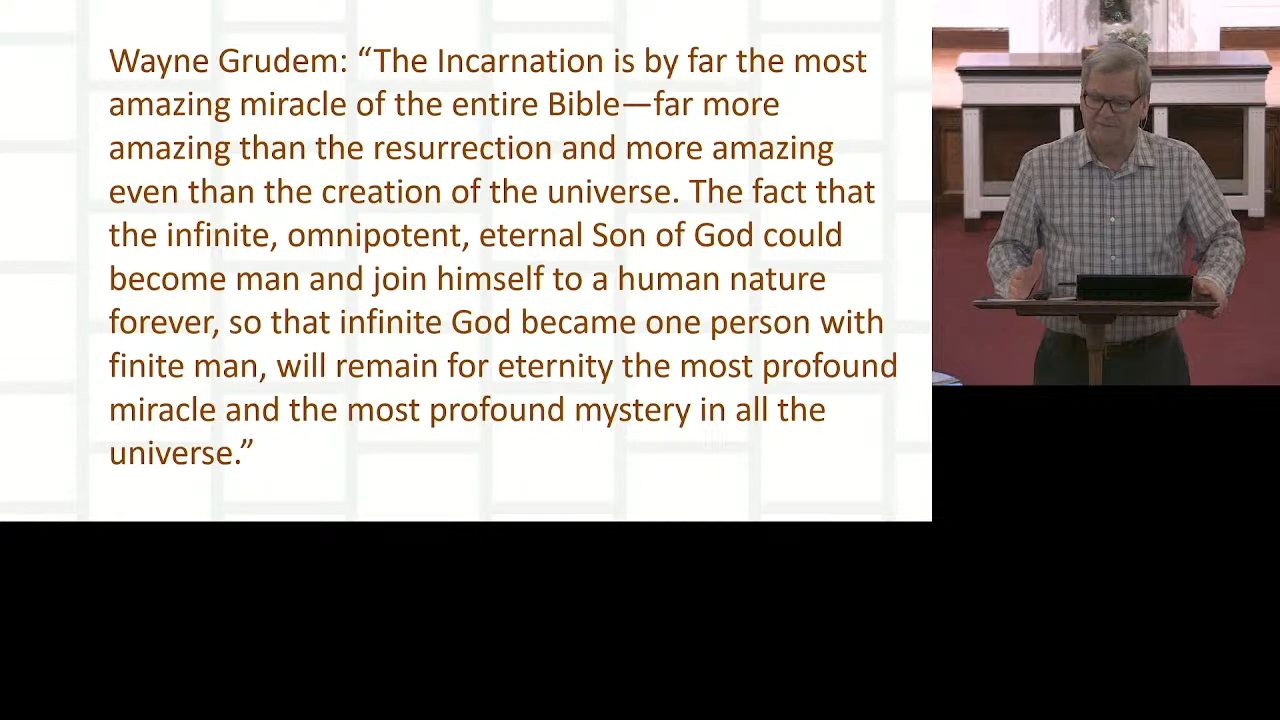 Wayne Grudem: “The Incarnation is by far the most
amazing miracle of the entire Bible—far more
amazing than the resurrection and more amazing
even than the creation of the universe. The fact that
the infinite, omnipotent, eternal Son of God could
become man and join himself to a human nature
forever, so that infinite God became one person with
finite man, will remain for eternity the most profound
miracle and the most profound mystery in all the
universe.”